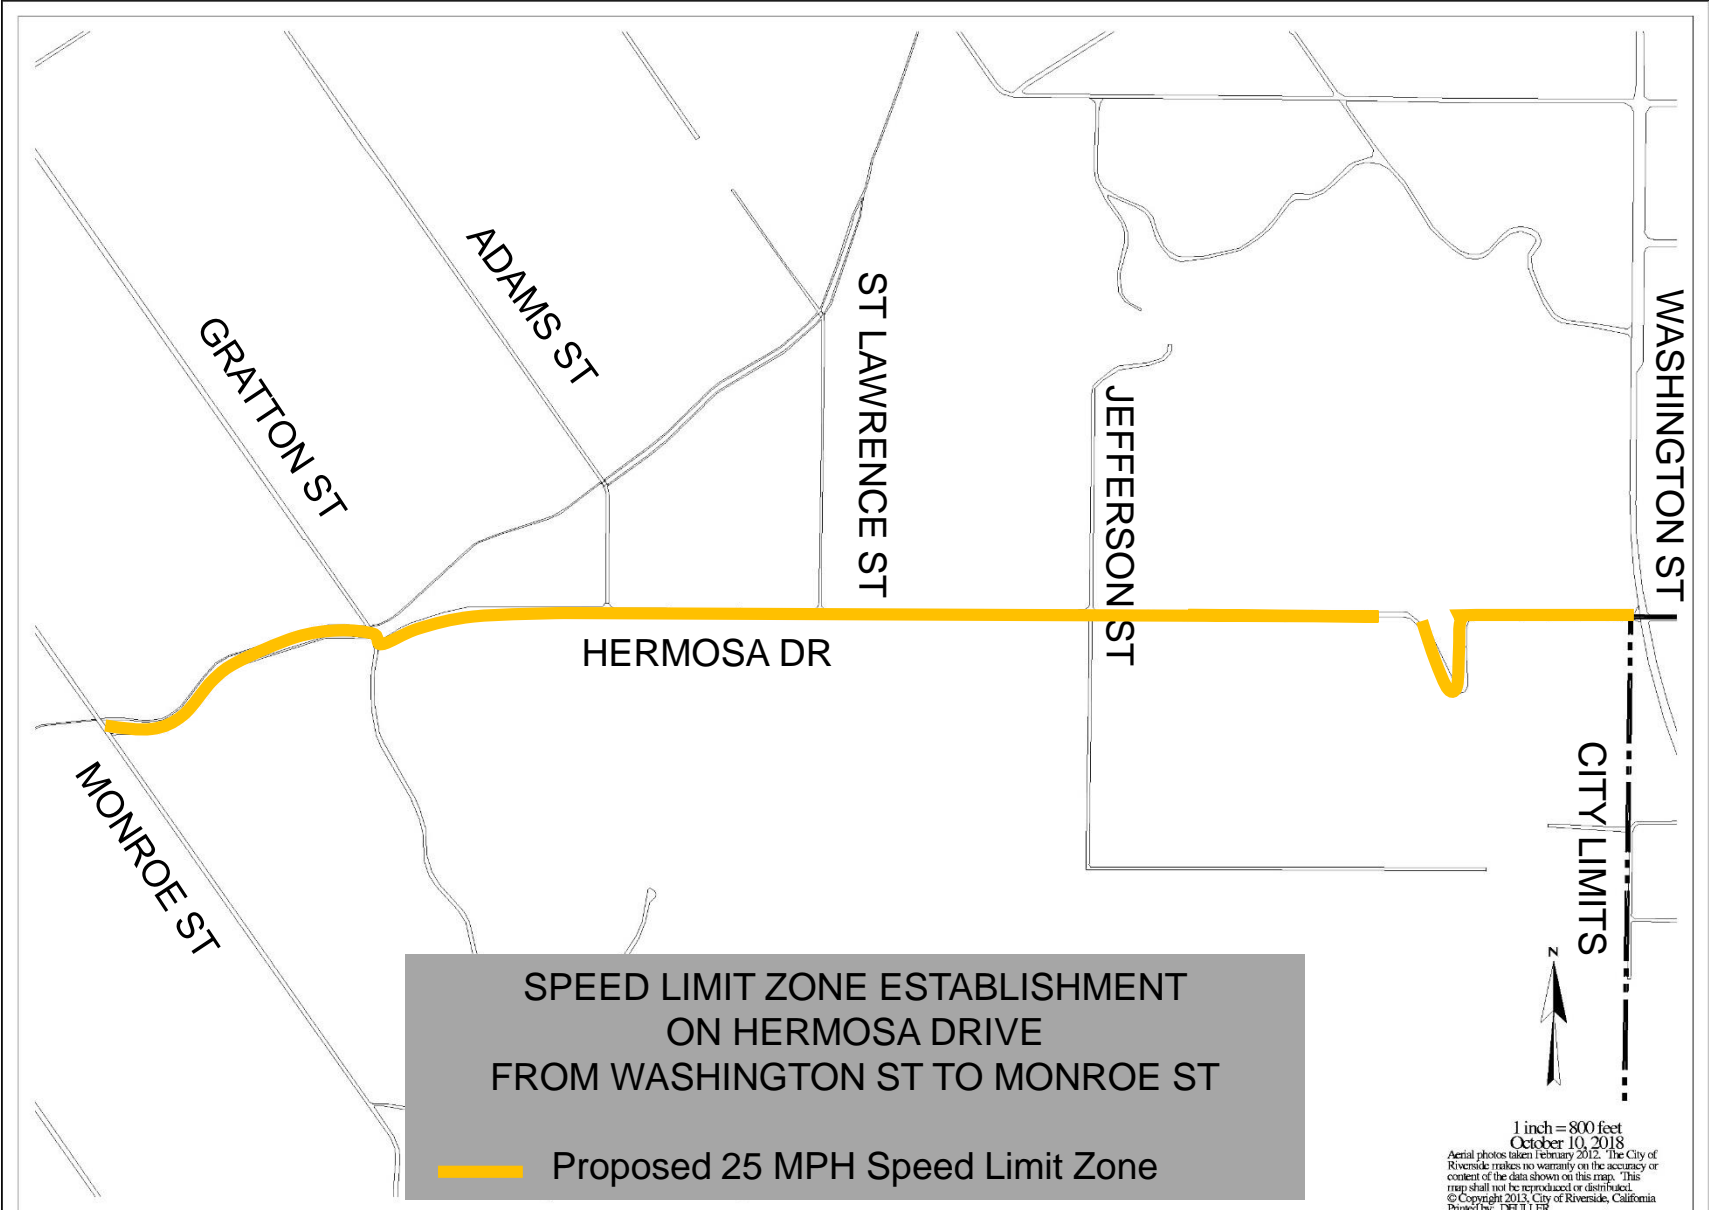 ADAMS ST
GRATTON ST
ST LAWRENCE ST
WASHINGTON ST
JEFFERSON ST
HERMOSA DR
MONROE ST
CITY LIMITS
N
SPEED LIMIT ZONE ESTABLISHMENT
ON HERMOSA DRIVE
FROM WASHINGTON ST TO MONROE ST
Proposed 25 MPH Speed Limit Zone
1 inch = 800 feet
October 10, 2018
Aerial photos taken February 2012. The City of
Riverside makes no warranty on the accuracy or
content of the data shown on this map. This
map shall not be reproduced or distributed.
© Copyright 2013, City of Riverside, California
Printed by: